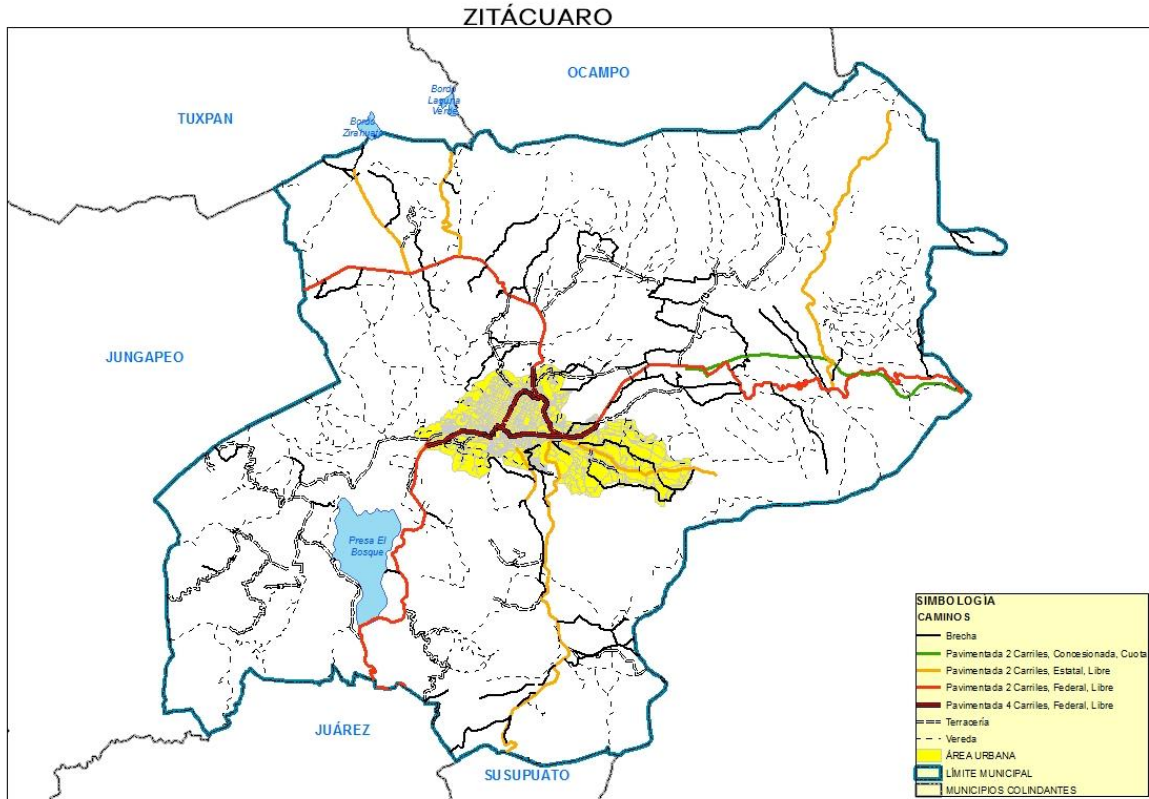 ZITÁCUARO
OCAMPO
TUXPAN
Bordo
Laguna
Verde
Bordo
Zirahuato
JUNGAPEO
Presa El
Bosque
JUÁREZ
SUSUPUATO
SIMBOLOGÌA
CAMINOS
Brecha
Pavimentada 2 Carriles, Concesionada, Cuota
Pavimentada 2 Carriles, Estatal, Libre
Pavimentada 2 Carriles, Federal, Libre
Pavimentada 4 Carriles, Federal, Libre
Terracería
Vereda
ÁREA URBANA
LÍMITE MUNICIPAL
MUNICIPIOS COLINDANTES